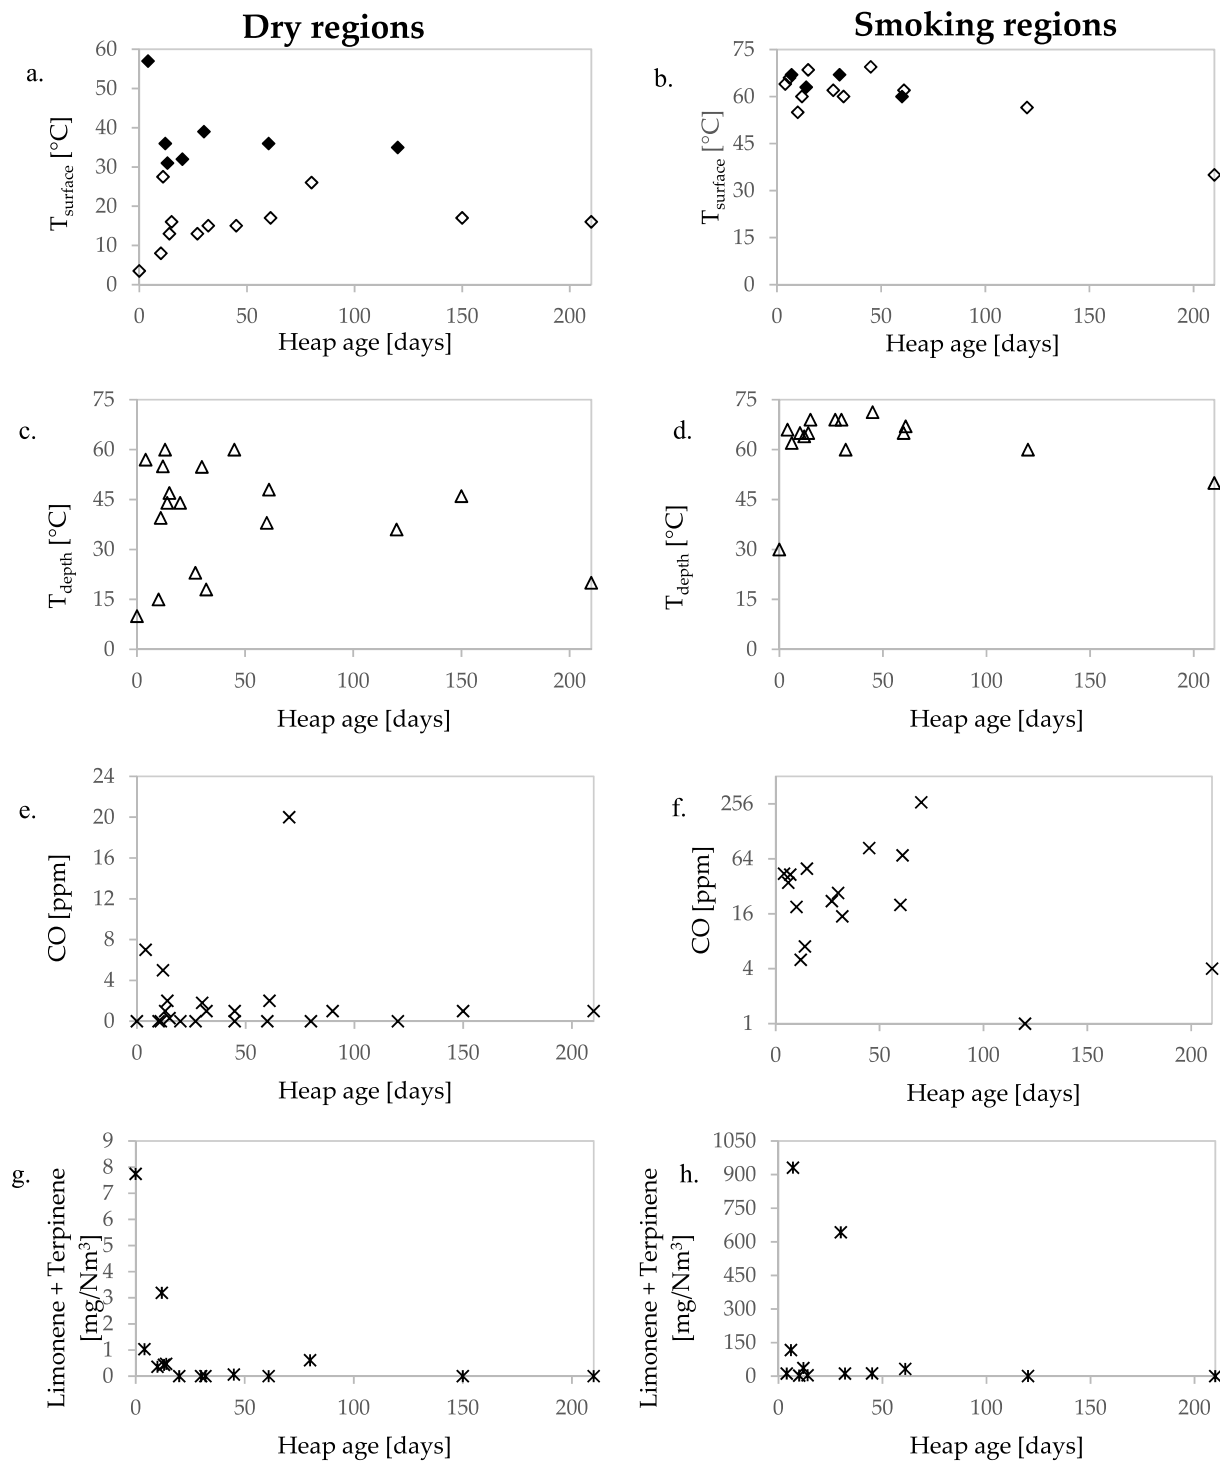 Dry regions
Smoking regions
a.
60
50
40
30
20
10
0
T_surface [°C]
0 50 100 150 200
Heap age [days]
b.
75
60
45
30
15
0
T_surface [°C]
0 50 100 150 200
Heap age [days]
c.
75
60
45
30
15
0
T_depth [°C]
0 50 100 150 200
Heap age [days]
d.
75
60
45
30
15
0
T_depth [°C]
0 50 100 150 200
Heap age [days]
e.
24
20
16
12
8
4
0
CO [ppm]
0 50 100 150 200
Heap age [days]
f.
256
64
16
4
1
CO [ppm]
0 50 100 150 200
Heap age [days]
g.
9
8
7
6
5
4
3
2
1
0
Limonene + Terpinene
[mg/Nm³]
0 50 100 150 200
Heap age [days]
h.
1050
900
750
600
450
300
150
0
Limonene + Terpinene
[mg/Nm³]
0 50 100 150 200
Heap age [days]